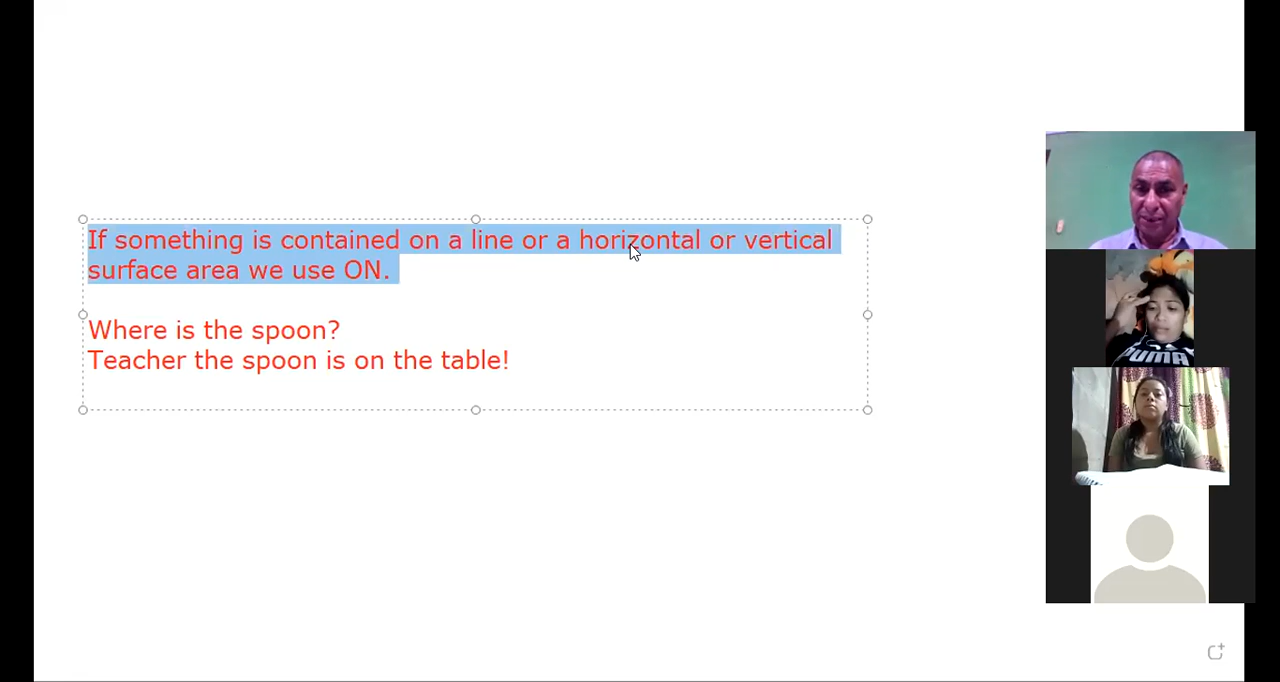 If something is contained on a line or a horizontal or vertical
surface area we use ON.
Where is the spoon?
Teacher the spoon is on the table!
PUMA